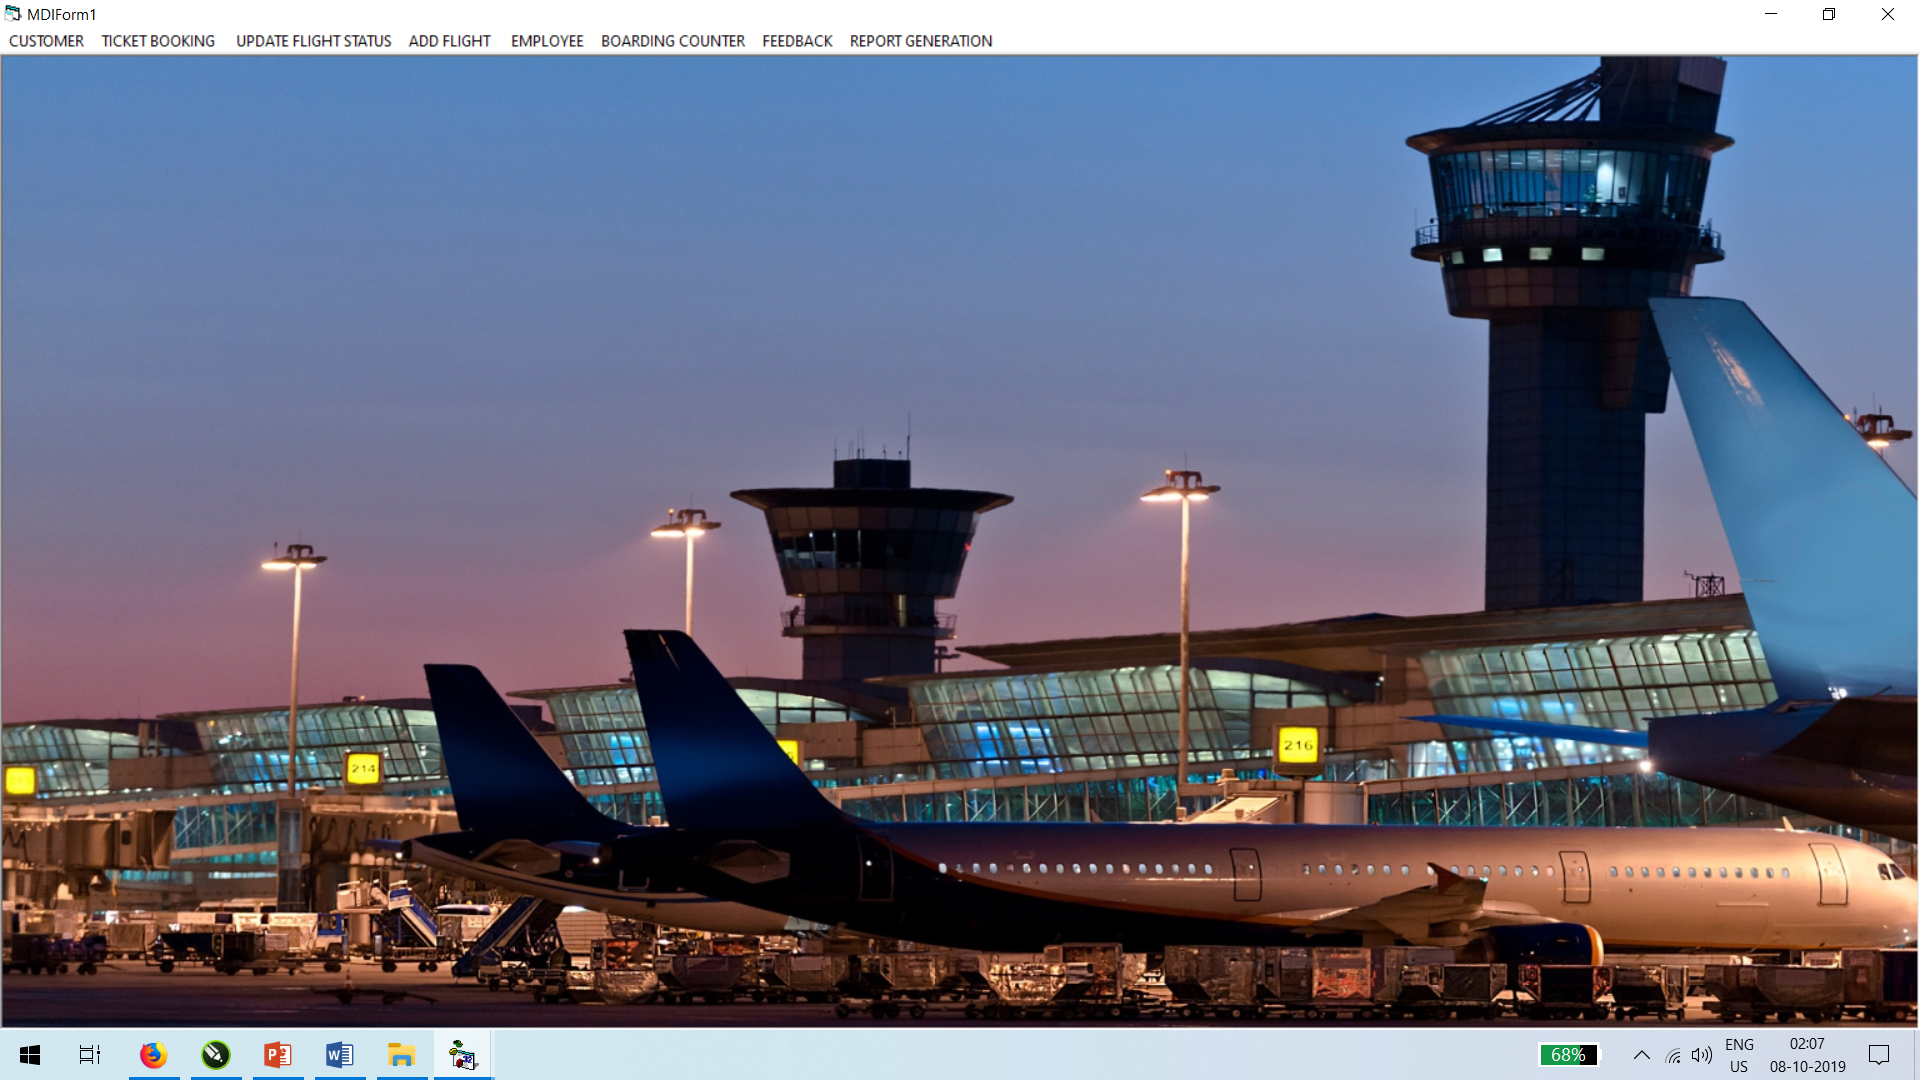 MDIForm1
CUSTOMER TICKET BOOKING UPDATE FLIGHT STATUS ADD FLIGHT EMPLOYEE BOARDING COUNTER FEEDBACK REPORT GENERATION
214
216
68%
ENG
US
02:07
08-10-2019